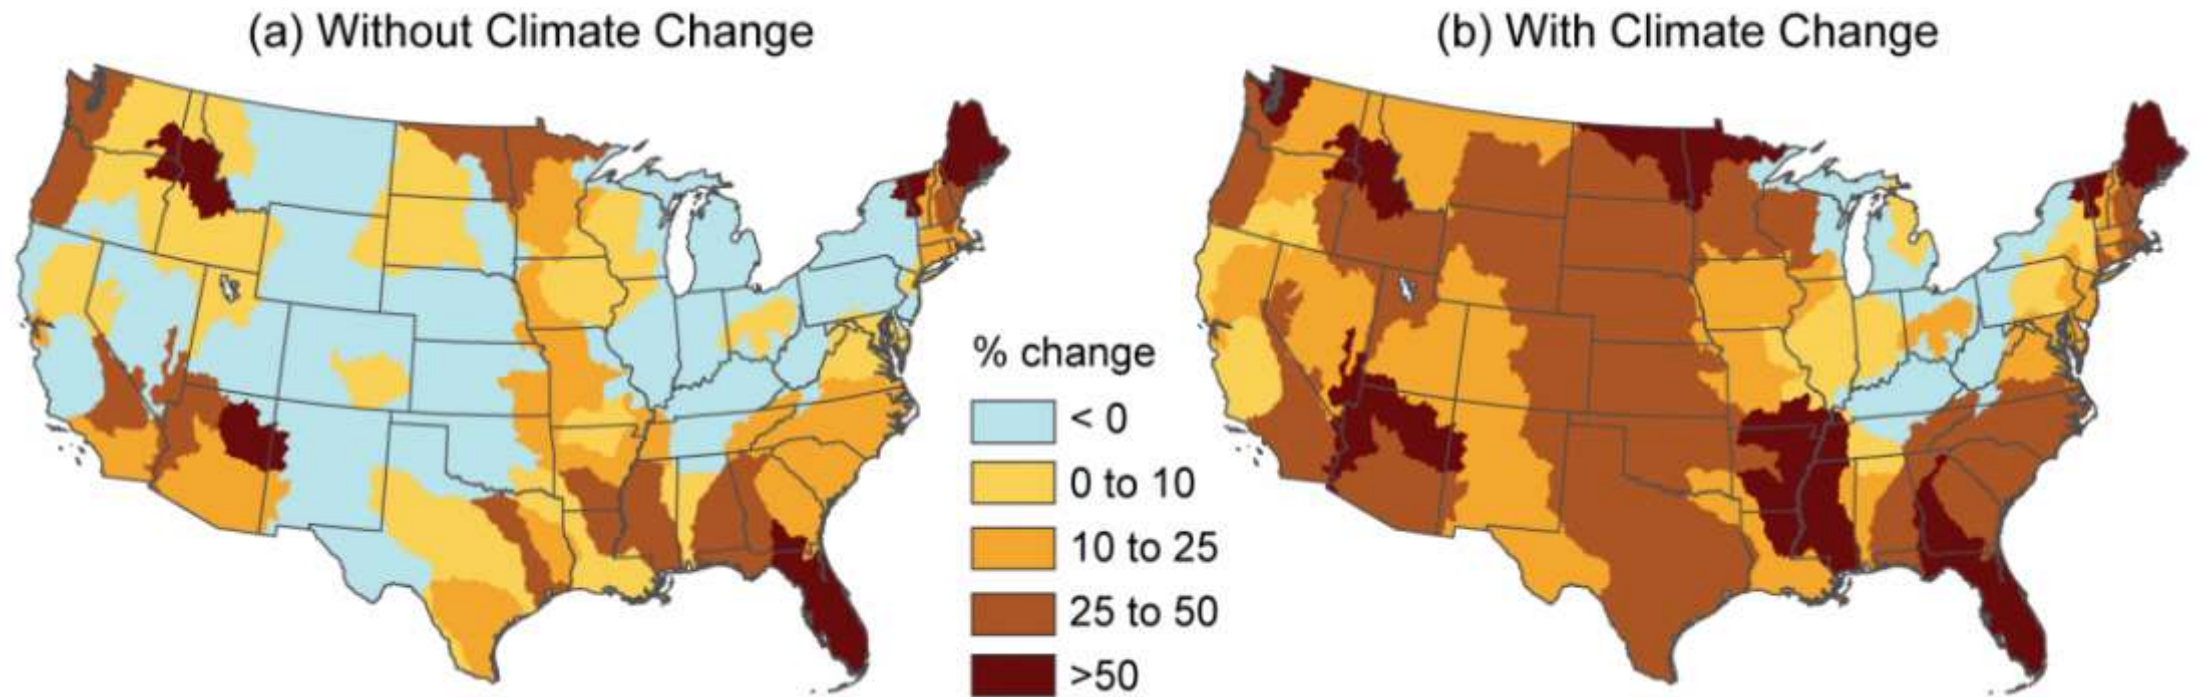 (a) Without Climate Change
(b) With Climate Change
% change
< 0
0 to 10
10 to 25
25 to 50
>50